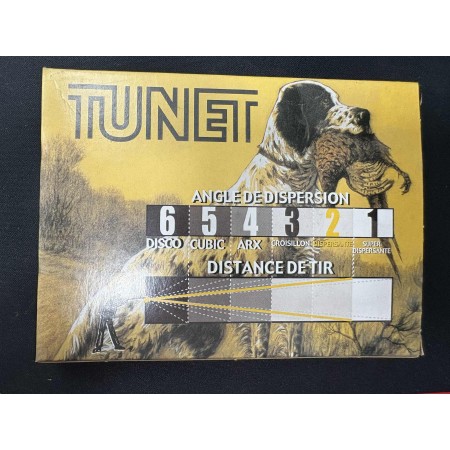 TUNET
ANGLE DE DISPERSION
6 5 4 3 2 1
DISCO CUBIC ARX CROISILLON DISPERSANTE SUPER DISPERSANTE
DISTANCE DE TIR